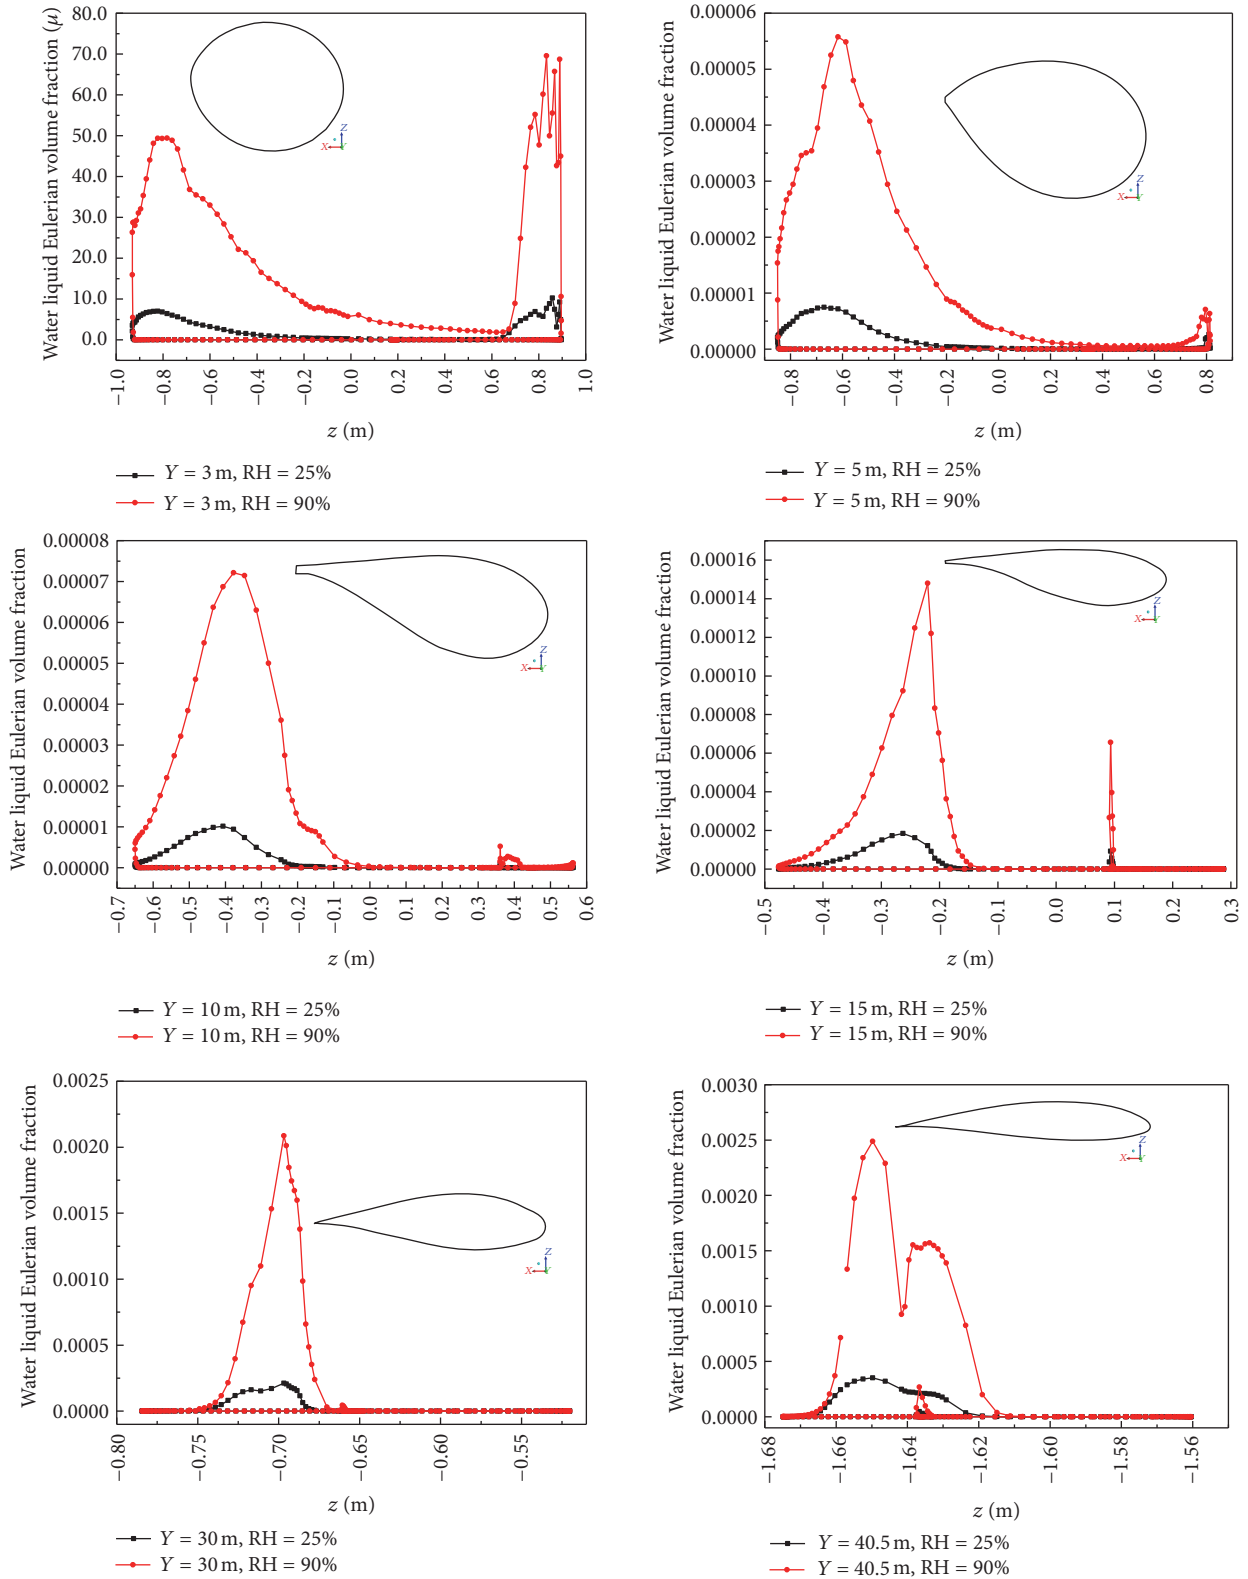 Water liquid Eulerian volume fraction (μ)
80.0
70.0
60.0
50.0
40.0
30.0
20.0
10.0
0.0
−1.0
−0.8
−0.6
−0.4
−0.2
0.0
0.2
0.4
0.6
0.8
1.0
z (m)
X
Y
Z
Y = 3 m, RH = 25%
Y = 3 m, RH = 90%
Water liquid Eulerian volume fraction
0.00006
0.00005
0.00004
0.00003
0.00002
0.00001
0.00000
−0.8
−0.6
−0.4
−0.2
0.0
0.2
0.4
0.6
0.8
z (m)
X
Y
Z
Y = 5 m, RH = 25%
Y = 5 m, RH = 90%
Water liquid Eulerian volume fraction
0.00008
0.00007
0.00006
0.00005
0.00004
0.00003
0.00002
0.00001
0.00000
−0.7
−0.6
−0.5
−0.4
−0.3
−0.2
−0.1
0.0
0.1
0.2
0.3
0.4
0.5
0.6
z (m)
X
Y
Z
Y = 10 m, RH = 25%
Y = 10 m, RH = 90%
Water liquid Eulerian volume fraction
0.00016
0.00014
0.00012
0.00010
0.00008
0.00006
0.00004
0.00002
0.00000
−0.5
−0.4
−0.3
−0.2
−0.1
0.0
0.1
0.2
0.3
z (m)
X
Y
Z
Y = 15 m, RH = 25%
Y = 15 m, RH = 90%
Water liquid Eulerian volume fraction
0.0025
0.0020
0.0015
0.0010
0.0005
0.0000
−0.80
−0.75
−0.70
−0.65
−0.60
−0.55
z (m)
X
Y
Z
Y = 30 m, RH = 25%
Y = 30 m, RH = 90%
Water liquid Eulerian volume fraction
0.0030
0.0025
0.0020
0.0015
0.0010
0.0005
0.0000
−1.68
−1.66
−1.64
−1.62
−1.60
−1.58
−1.56
z (m)
X
Y
Z
Y = 40.5 m, RH = 25%
Y = 40.5 m, RH = 90%